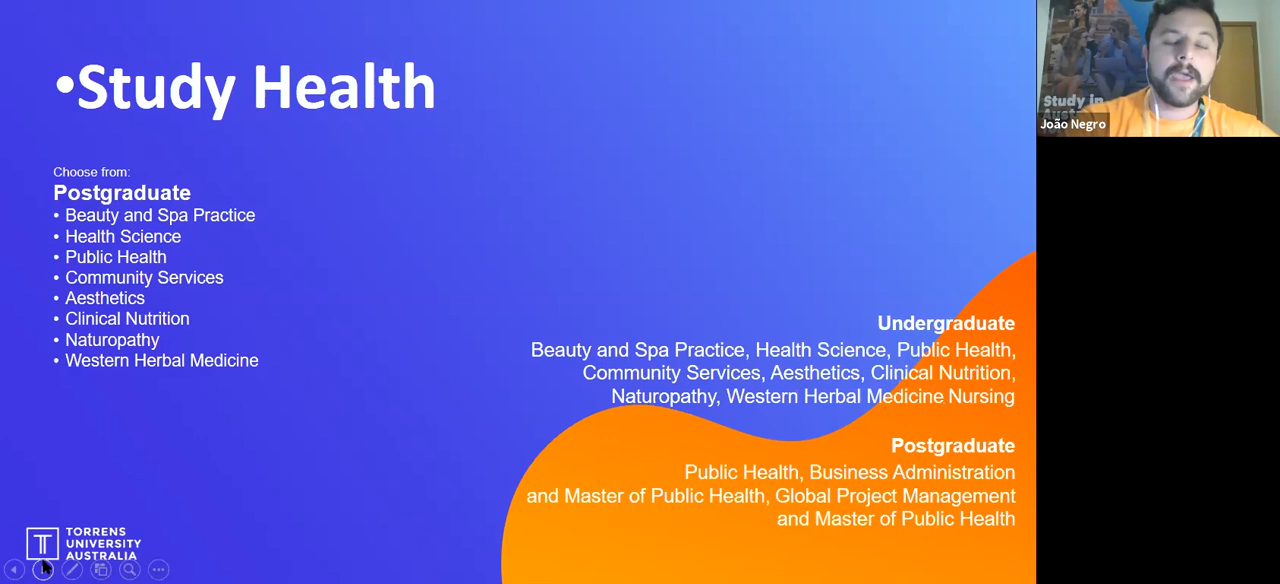 •Study Health
Choose from:
Postgraduate
• Beauty and Spa Practice
• Health Science
• Public Health
• Community Services
• Aesthetics
• Clinical Nutrition
• Naturopathy
• Western Herbal Medicine
Undergraduate
Beauty and Spa Practice, Health Science, Public Health,
Community Services, Aesthetics, Clinical Nutrition,
Naturopathy, Western Herbal Medicine Nursing
Postgraduate
Public Health, Business Administration
and Master of Public Health, Global Project Management
and Master of Public Health
TORRENS
UNIVERSITY
AUSTRALIA
Study in
João Negro